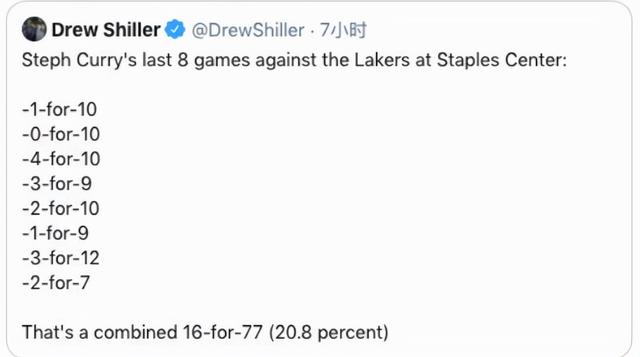 Drew Shiller @DrewShiller · 7小时
Steph Curry's last 8 games against the Lakers at Staples Center:
-1-for-10
-0-for-10
-4-for-10
-3-for-9
-2-for-10
-1-for-9
-3-for-12
-2-for-7
That's a combined 16-for-77 (20.8 percent)